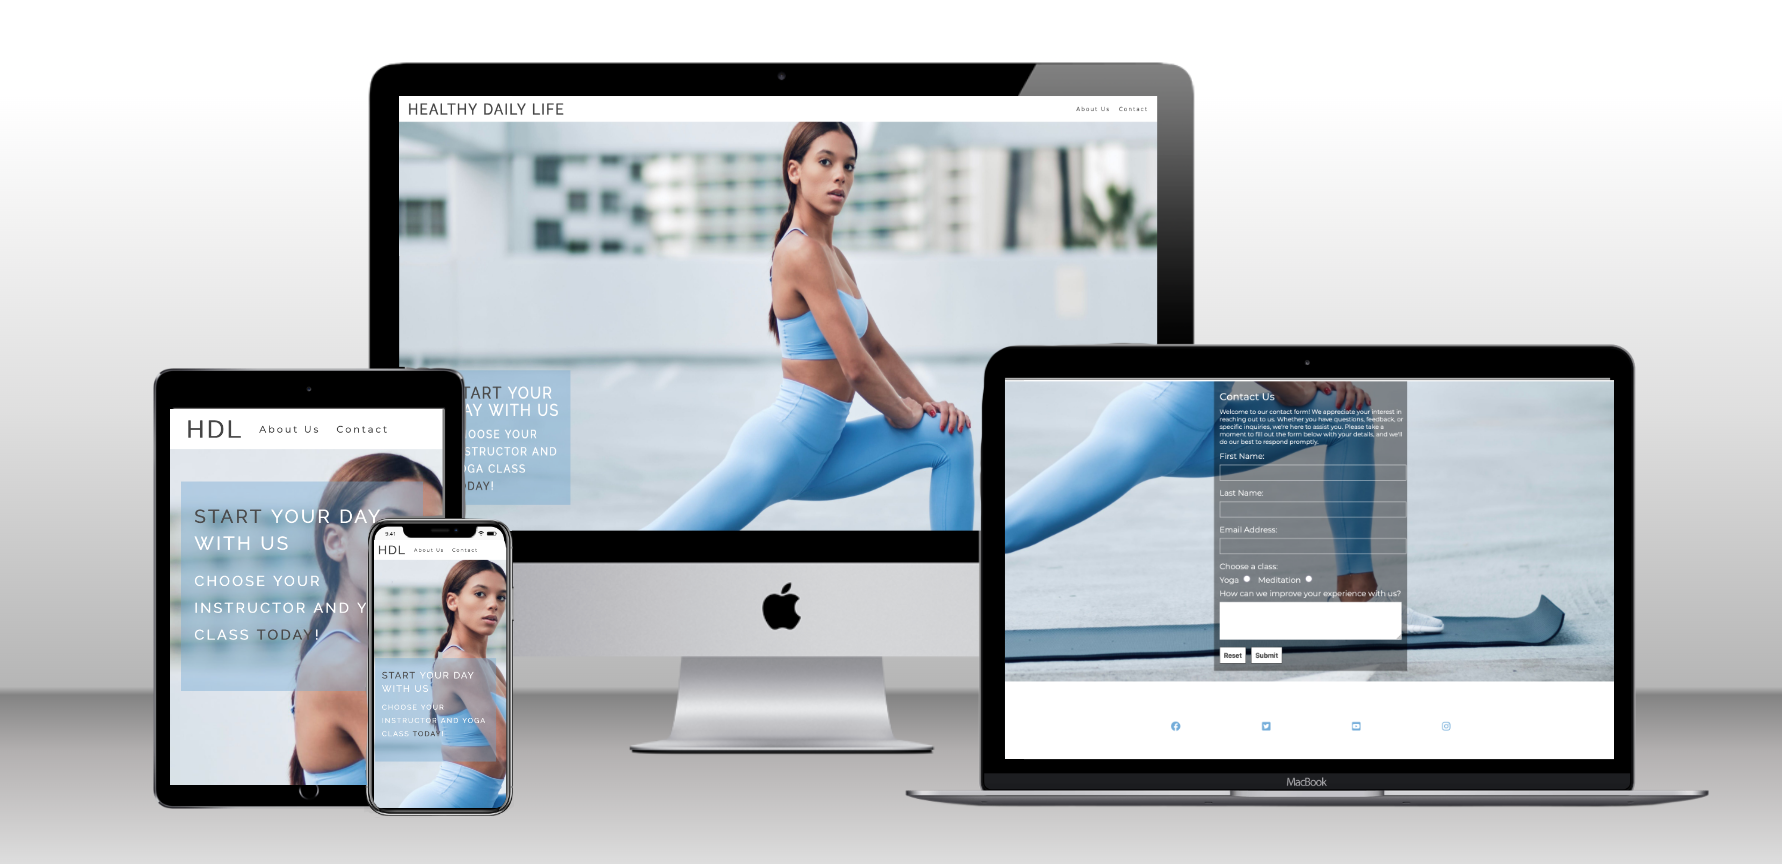 HEALTHY DAILY LIFE
About Us Contact
TART YOUR
AY WITH US
OOSE YOUR
STRUCTOR AND
OGA CLASS
ODAY!
HDL About Us Contact
START YOUR DAY
WITH US
CHOOSE YOUR
INSTRUCTOR AND Y
CLASS TODAY!
9:41
HDL About Us Contact
START YOUR DAY
WITH US
CHOOSE YOUR
INSTRUCTOR AND YOGA
CLASS TODAY!
Contact Us
Welcome to our contact form! We appreciate your interest in
reaching out to us. Whether you have questions, feedback, or
specific inquiries, we're here to assist you. Please take a
moment to fill out the form below with your details, and we'll
do our best to respond promptly.
First Name:
Last Name:
Email Address:
Choose a class:
Yoga Meditation
How can we improve your experience with us?
Reset Submit
MacBook